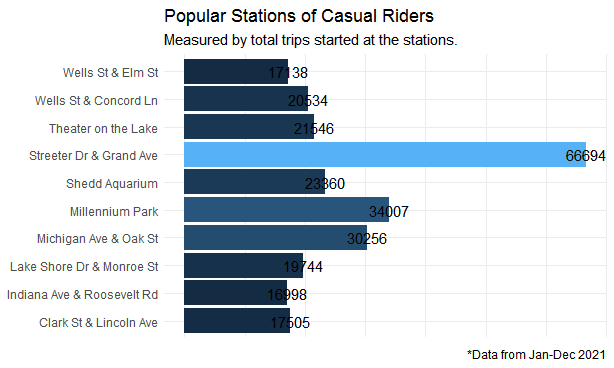 Popular Stations of Casual Riders
Measured by total trips started at the stations.
Wells St & Elm St 17138
Wells St & Concord Ln 20534
Theater on the Lake 21546
Streeter Dr & Grand Ave 66694
Shedd Aquarium 23360
Millennium Park 34007
Michigan Ave & Oak St 30256
Lake Shore Dr & Monroe St 19744
Indiana Ave & Roosevelt Rd 16998
Clark St & Lincoln Ave 17505
*Data from Jan-Dec 2021